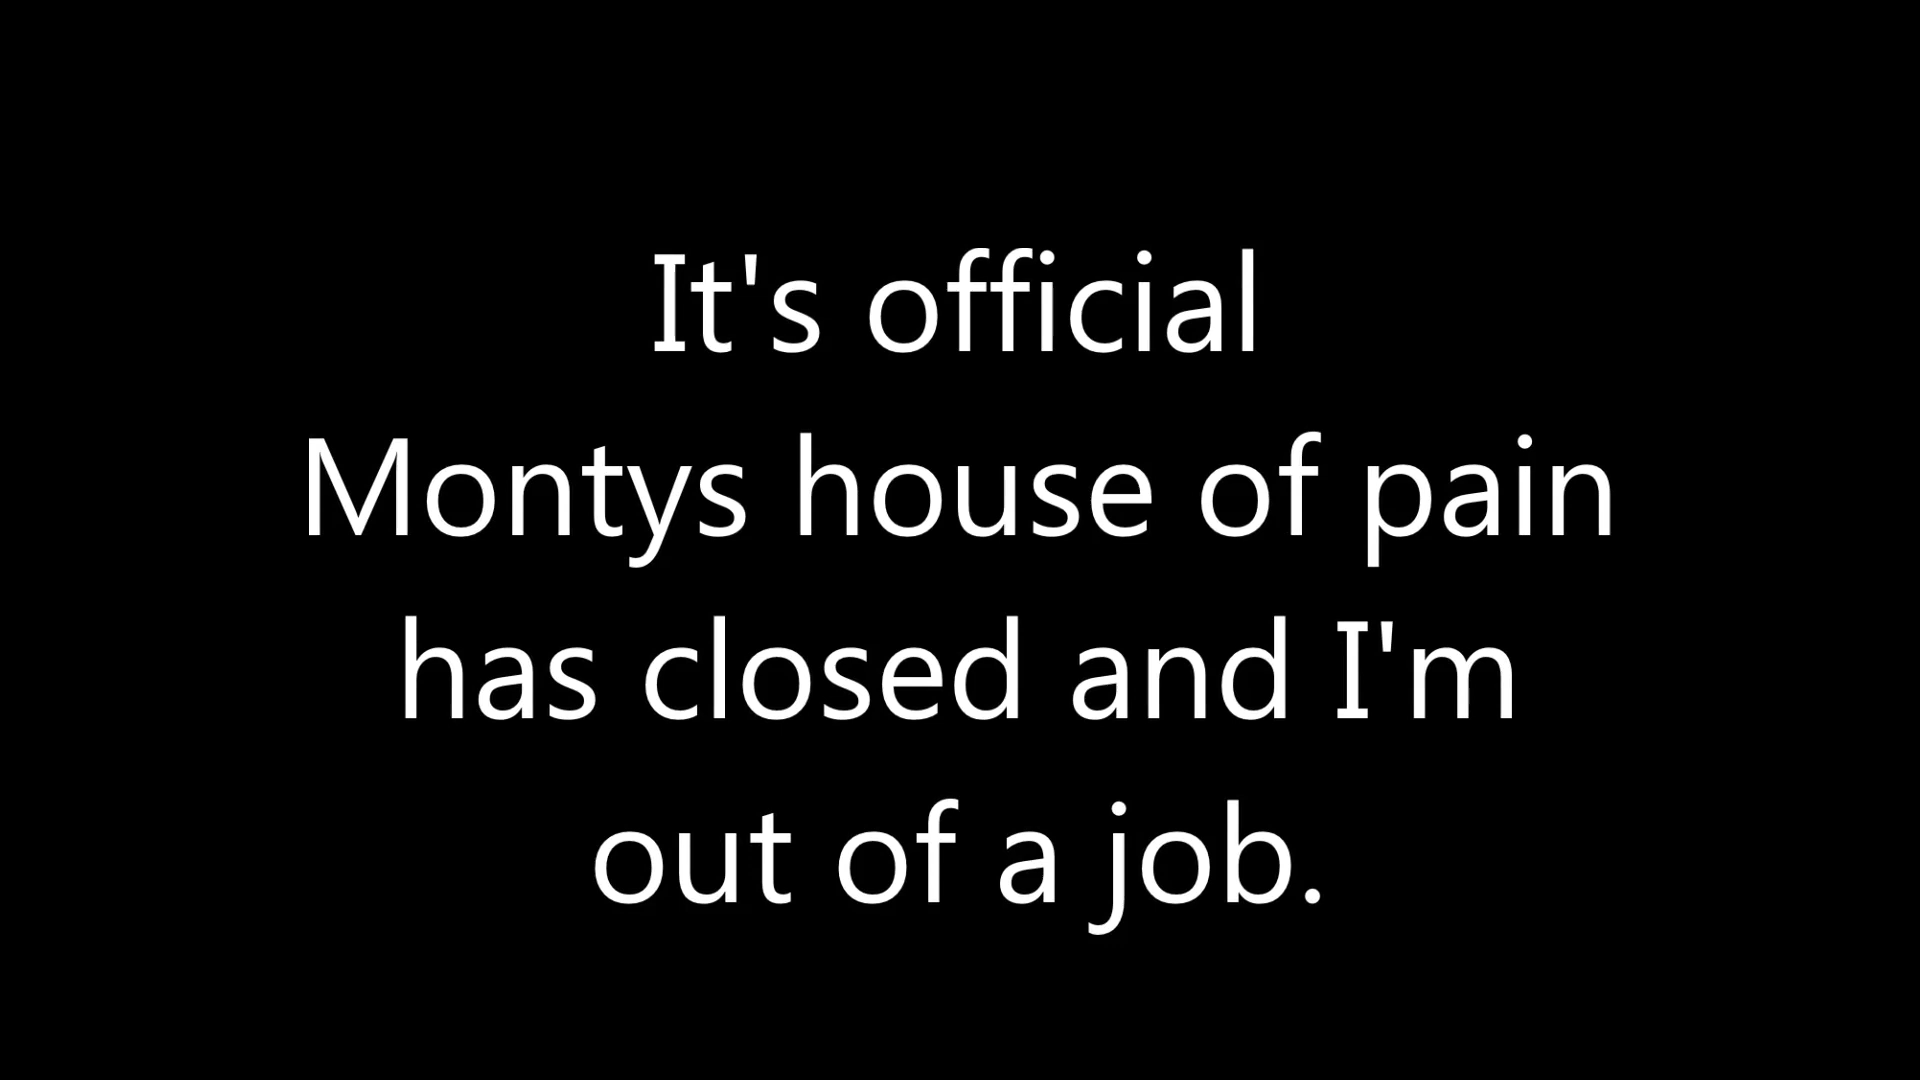 It's official
Montys house of pain
has closed and I'm
out of a job.